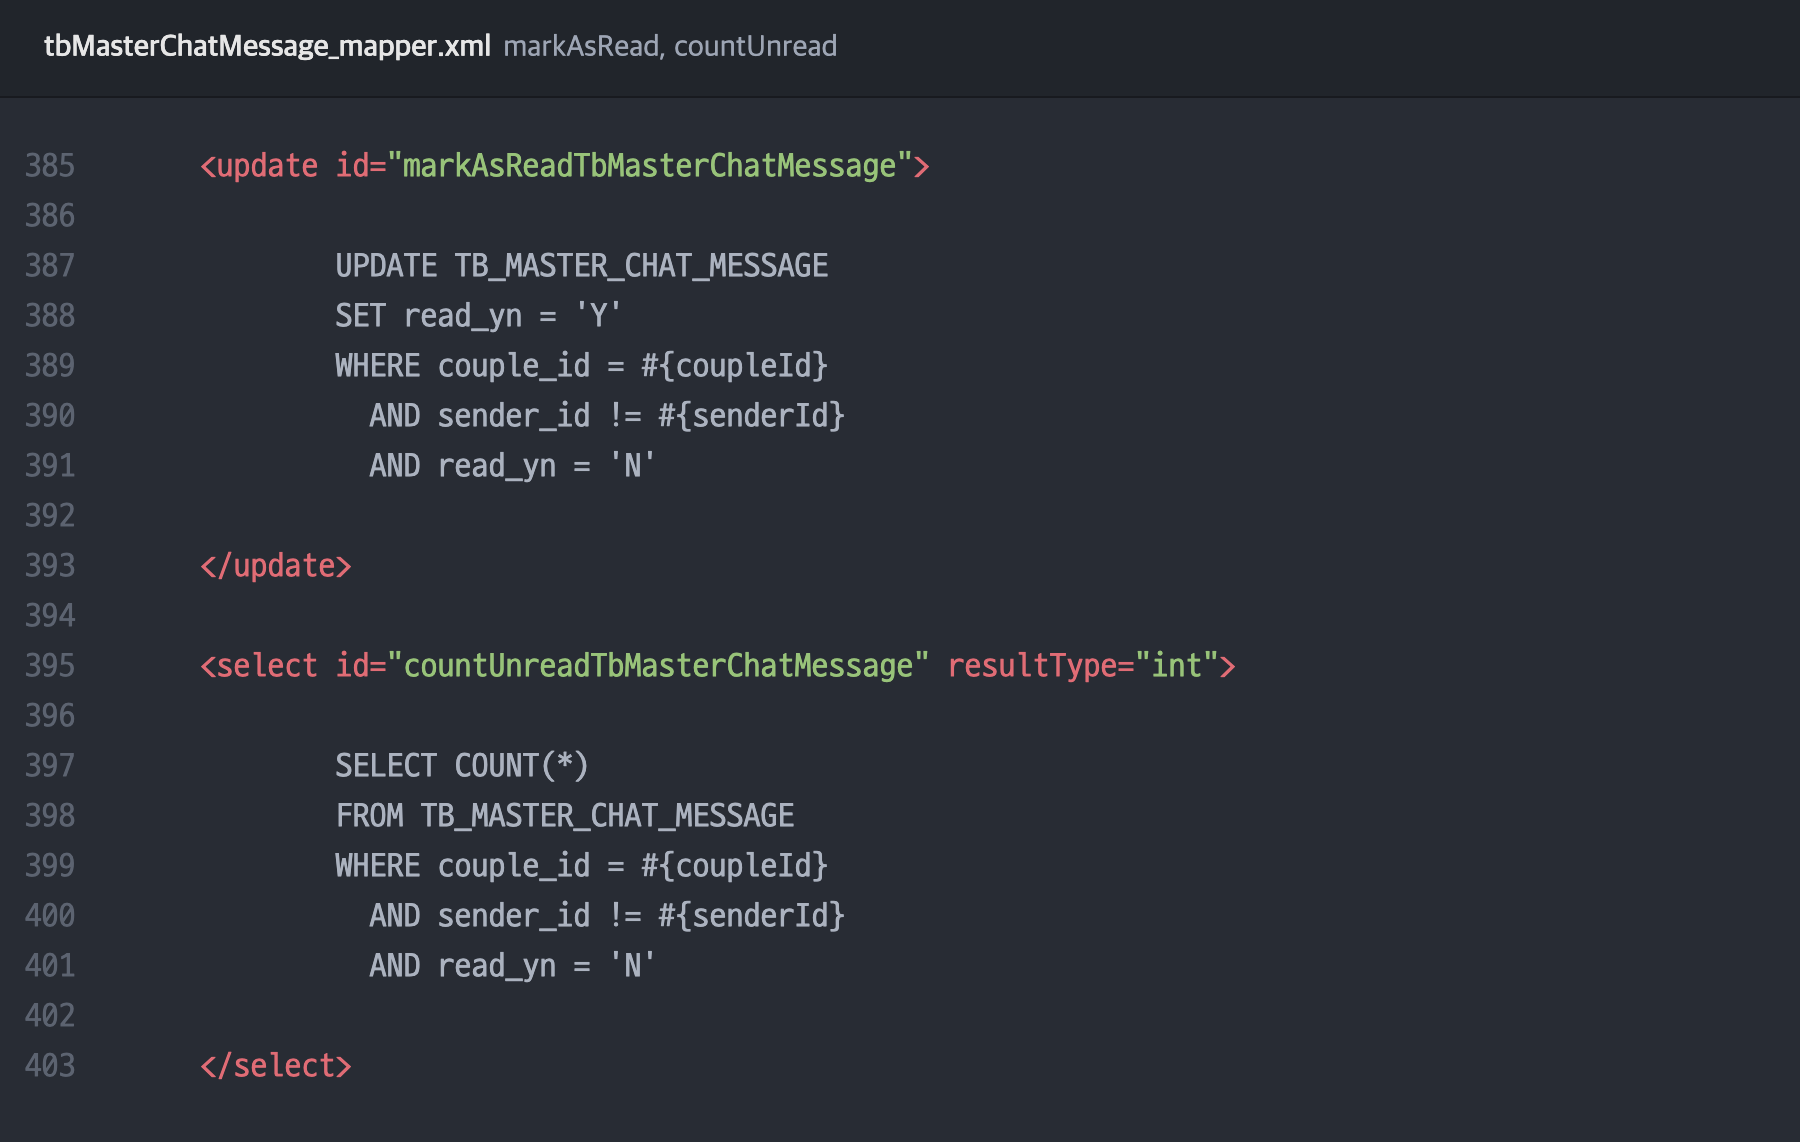 tbMasterChatMessage_mapper.xml markAsRead, countUnread
385 <update id="markAsReadTbMasterChatMessage">
386
387 UPDATE TB_MASTER_CHAT_MESSAGE
388 SET read_yn = 'Y'
389 WHERE couple_id = #{coupleId}
390 AND sender_id != #{senderId}
391 AND read_yn = 'N'
392
393 </update>
394
395 <select id="countUnreadTbMasterChatMessage" resultType="int">
396
397 SELECT COUNT(*)
398 FROM TB_MASTER_CHAT_MESSAGE
399 WHERE couple_id = #{coupleId}
400 AND sender_id != #{senderId}
401 AND read_yn = 'N'
402
403 </select>